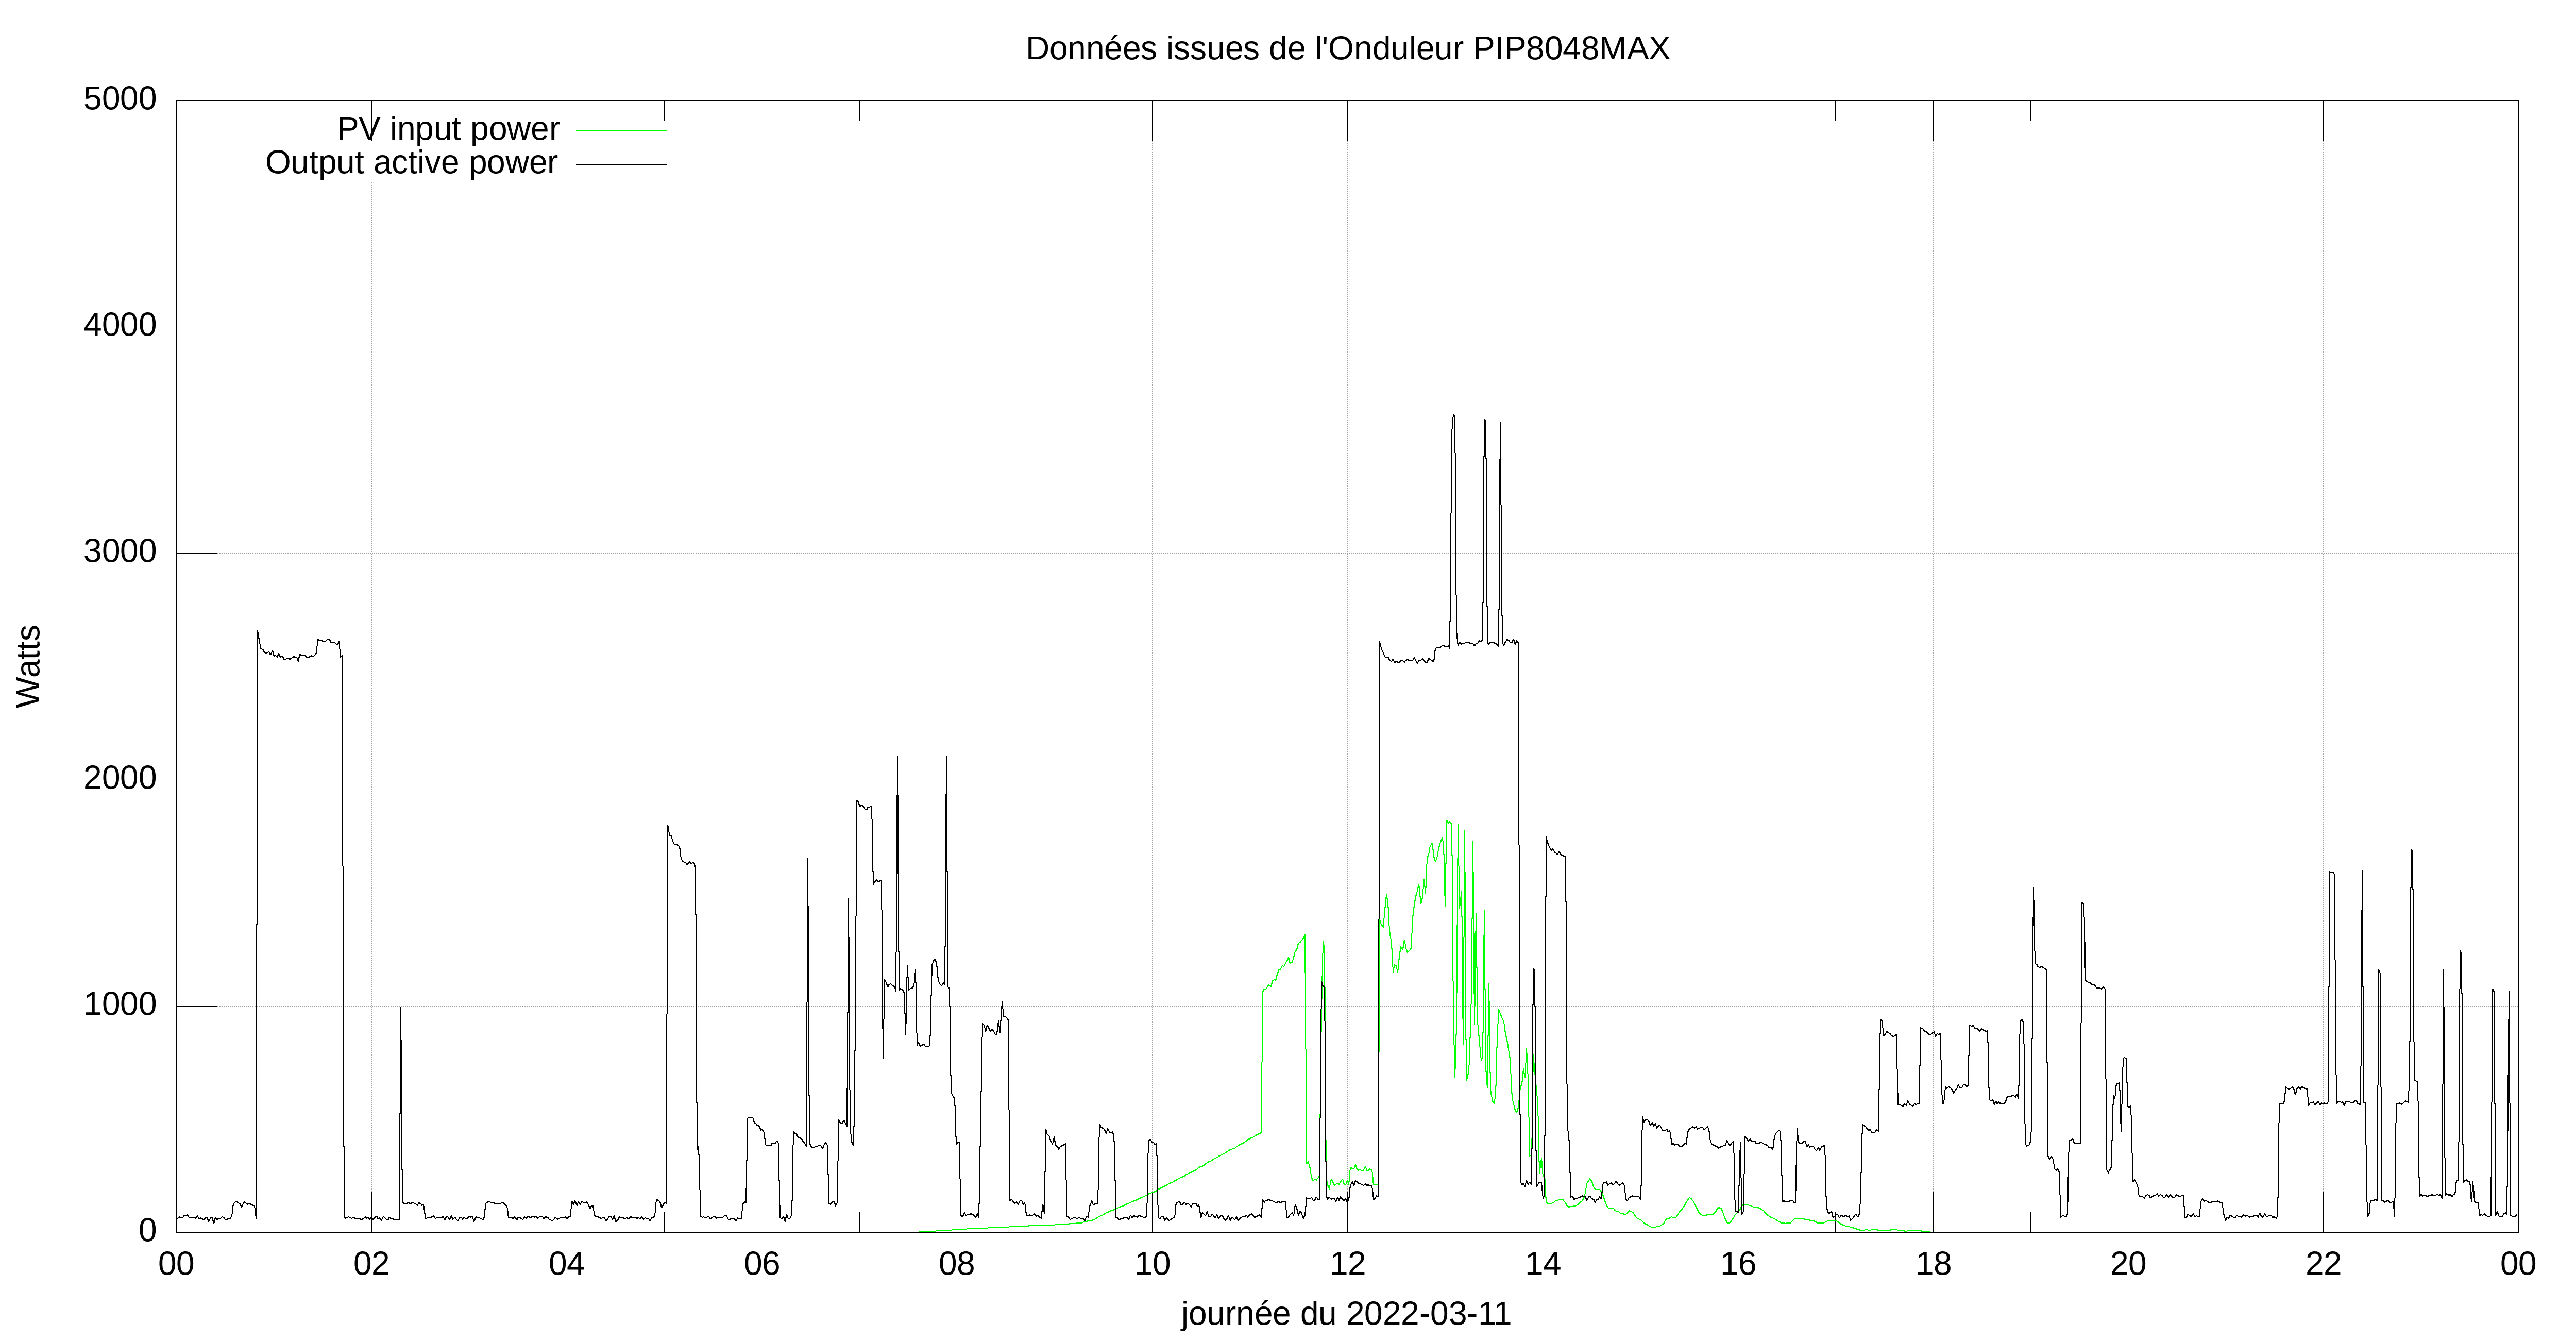 Données issues de l'Onduleur PIP8048MAX
5000
PV input power
Output active power
4000
3000
Watts
2000
1000
0
00 02 04 06 08 10 12 14 16 18 20 22 00
journée du 2022-03-11